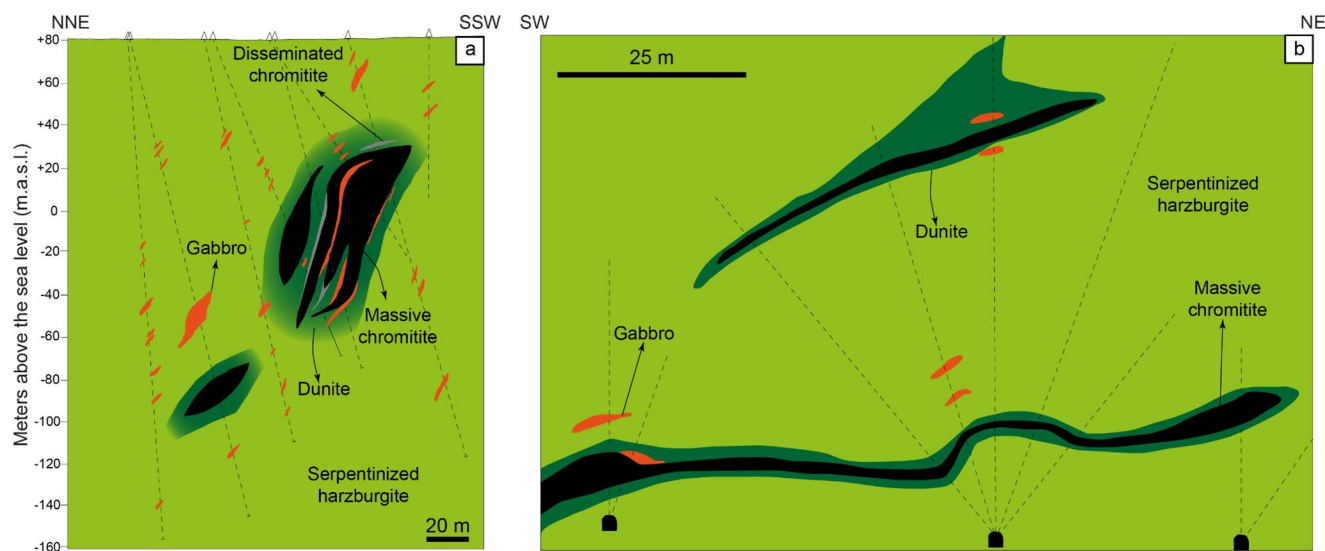 NNE
SSW
a
Meters above the sea level (m.a.s.l.)
+80
+60
+40
+20
0
-20
-40
-60
-80
-100
-120
-140
-160
Disseminated
chromitite
Gabbro
Massive
chromitite
Dunite
Serpentinized
harzburgite
20 m
SW
NE
b
25 m
Serpentinized
harzburgite
Dunite
Massive
chromitite
Gabbro